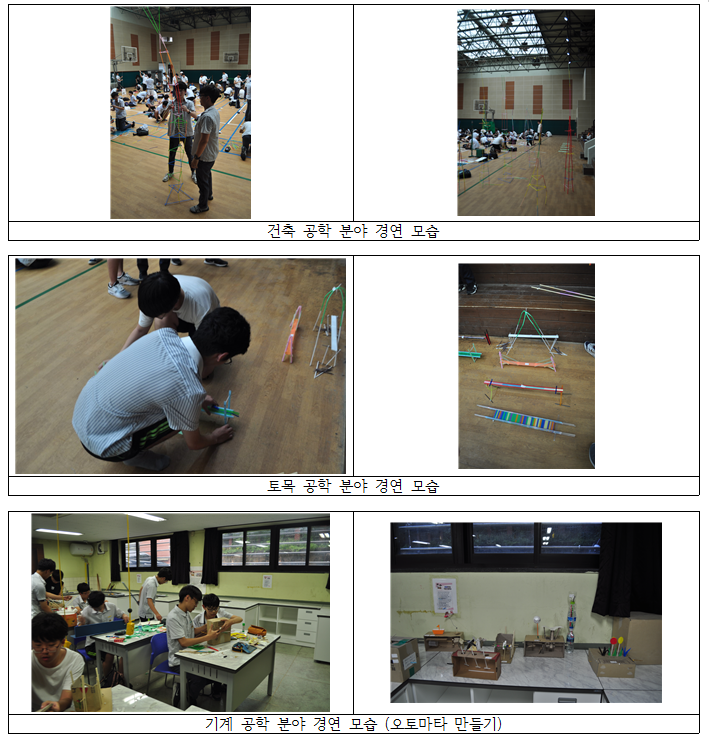 건축 공학 분야 경연 모습
토목 공학 분야 경연 모습
기계 공학 분야 경연 모습 (오토마타 만들기)